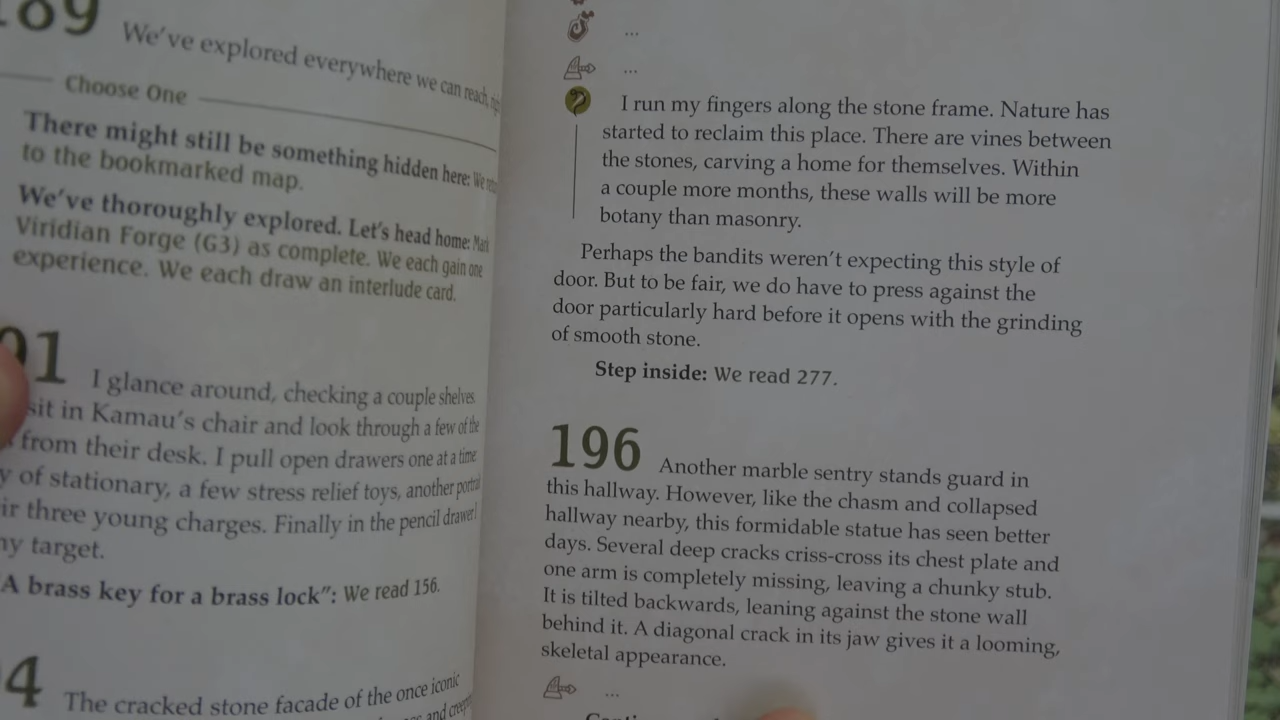 189 We've explored everywhere we can reach,
Choose One
There might still be something hidden here: We
to the bookmarked map.
We've thoroughly explored. Let's head home: Mark
Viridian Forge (G3) as complete. We each gain one
experience. We each draw an interlude card.
91 I glance around, checking a couple shelves.
sit in Kamau's chair and look through a few of the
from their desk. I pull open drawers one at a time
of stationary, a few stress relief toys, another
three young charges. Finally in the pencil drawer
my target.
"A brass key for a brass lock": We read 156.
4 The cracked stone facade of the once iconic
and
...
...
I run my fingers along the stone frame. Nature has
started to reclaim this place. There are vines between
the stones, carving a home for themselves. Within
a couple more months, these walls will be more
botany than masonry.
Perhaps the bandits weren't expecting this style of
door. But to be fair, we do have to press against the
door particularly hard before it opens with the grinding
of smooth stone.
Step inside: We read 277.
196 Another marble sentry stands guard in
this hallway. However, like the chasm and collapsed
hallway nearby, this formidable statue has seen better
days. Several deep cracks criss-cross its chest plate and
one arm is completely missing, leaving a chunky stub.
It is tilted backwards, leaning against the stone wall
behind it. A diagonal crack in its jaw gives it a looming,
skeletal appearance.
...